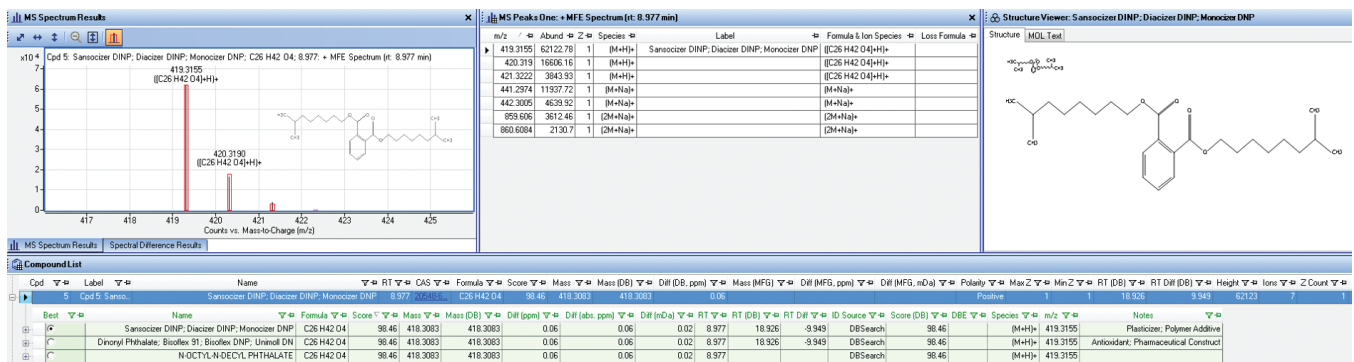 MS Spectrum Results
x10 4 Cpd 5: Sansocizer DINP; Diacizer DINP; Monocizer DNP; C26 H42 O4; 8.977: + MFE Spectrum (rt: 8.977 min)
7-
419.3155
([C26 H42 O4]+H)+
6-
5-
4-
3-
420.3190
([C26 H42 O4]+H)+
2-
1-
0-
417 418 419 420 421 422 423 424 425
Counts vs. Mass-to-Charge (m/z)
MS Spectrum Results Spectral Difference Results
MS Peaks One: + MFE Spectrum (rt: 8.977 min)
m/z Abund Z Species Label Formula & Ion Species Loss Formula
419.3155 62122.78 1 (M+H)+ Sansocizer DINP; Diacizer DINP; Monocizer DNP ([C26 H42 O4]+H)+
420.319 16606.16 1 (M+H)+ ([C26 H42 O4]+H)+
421.3222 3843.93 1 (M+H)+ ([C26 H42 O4]+H)+
441.2974 11937.72 1 (M+Na)+ (M+Na)+
442.3005 4639.92 1 (M+Na)+ (M+Na)+
859.606 3612.46 1 (2M+Na)+ (2M+Na)+
860.6084 2130.7 1 (2M+Na)+ (2M+Na)+
Structure Viewer: Sansocizer DINP; Diacizer DINP; Monocizer DNP
Structure MOL Text
H3C
CH3
O
O
O
O
CH3
CH3
Compound List
Cpd Label Name RT CAS Formula Score Mass Mass (DB) Diff (DB, ppm) Mass (MFG) Diff (MFG, ppm) Diff (MFG, mDa) Polarity Max Z Min Z RT (DB) RT Diff (DB) Height Ions Z Count
5 Cpd 5: Sanso... Sansocizer DINP; Diacizer DINP; Monocizer DNP 8.977 20548-6... C26 H42 O4 98.46 418.3083 418.3083 0.06 Positive 1 1 18.926 9.949 62123 7 1
Best Name Formula Score Mass Mass (DB) Diff (ppm) Diff (abs. ppm) Diff (mDa) RT RT (DB) RT Diff ID Source Score (DB) DBE Species m/z Notes
Sansocizer DINP; Diacizer DINP; Monocizer DNP C26 H42 O4 98.46 418.3083 418.3083 0.06 0.06 0.02 8.977 18.926 -9.949 DBSearch 98.46 (M+H)+ 419.3155 Plasticizer; Polymer Additive
Dinonyl Phthalate; Bisoflex 91; Bisoflex DNP; Unimoll DN C26 H42 O4 98.46 418.3083 418.3083 0.06 0.06 0.02 8.977 18.926 -9.949 DBSearch 98.46 (M+H)+ 419.3155 Antioxidant; Pharmaceutical Construct
N-OCTYL-N-DECYL PHTHALATE C26 H42 O4 98.46 418.3083 418.3083 0.06 0.06 0.02 8.977 DBSearch 98.46 (M+H)+ 419.3155